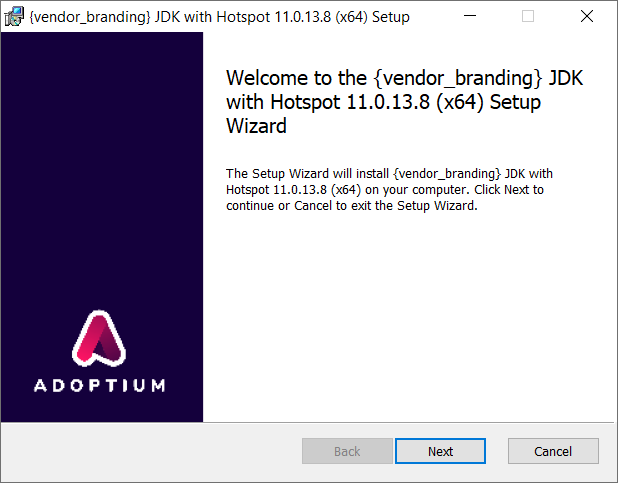 {vendor_branding} JDK with Hotspot 11.0.13.8 (x64) Setup
Welcome to the {vendor_branding} JDK
with Hotspot 11.0.13.8 (x64) Setup
Wizard
The Setup Wizard will install {vendor_branding} JDK with
Hotspot 11.0.13.8 (x64) on your computer. Click Next to
continue or Cancel to exit the Setup Wizard.
ADOPTIUM
Back Next Cancel